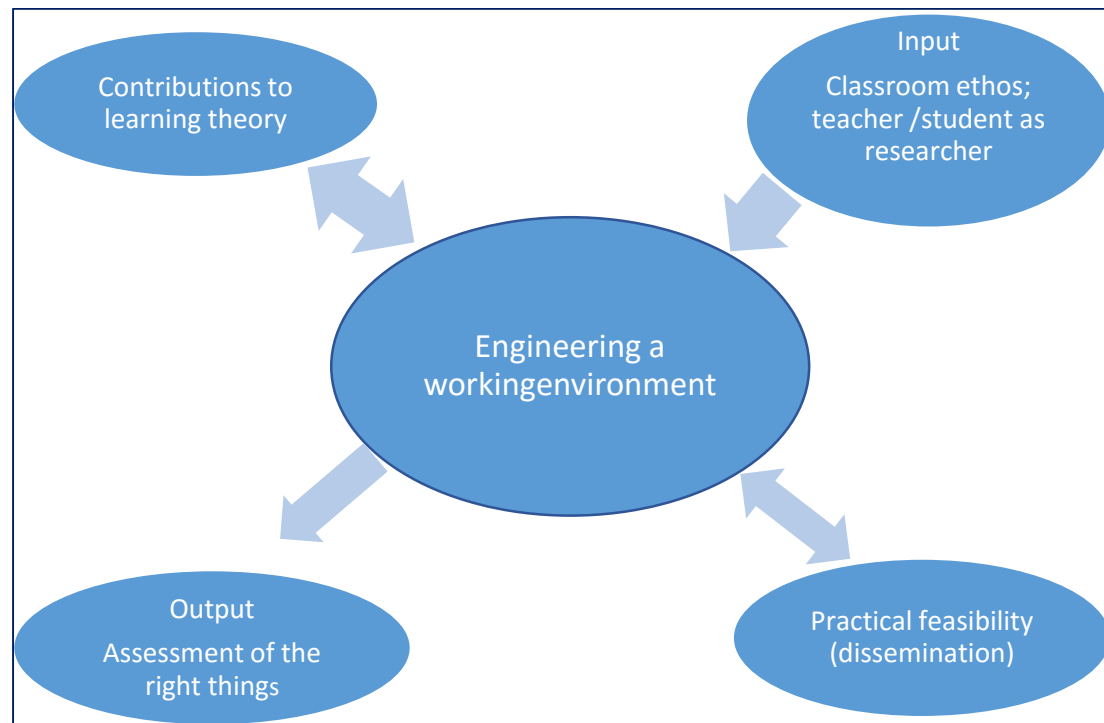 Contributions to
learning theory
Input
Classroom ethos;
teacher /student as
researcher
Engineering a
workingenvironment
Output
Assessment of the
right things
Practical feasibility
(dissemination)